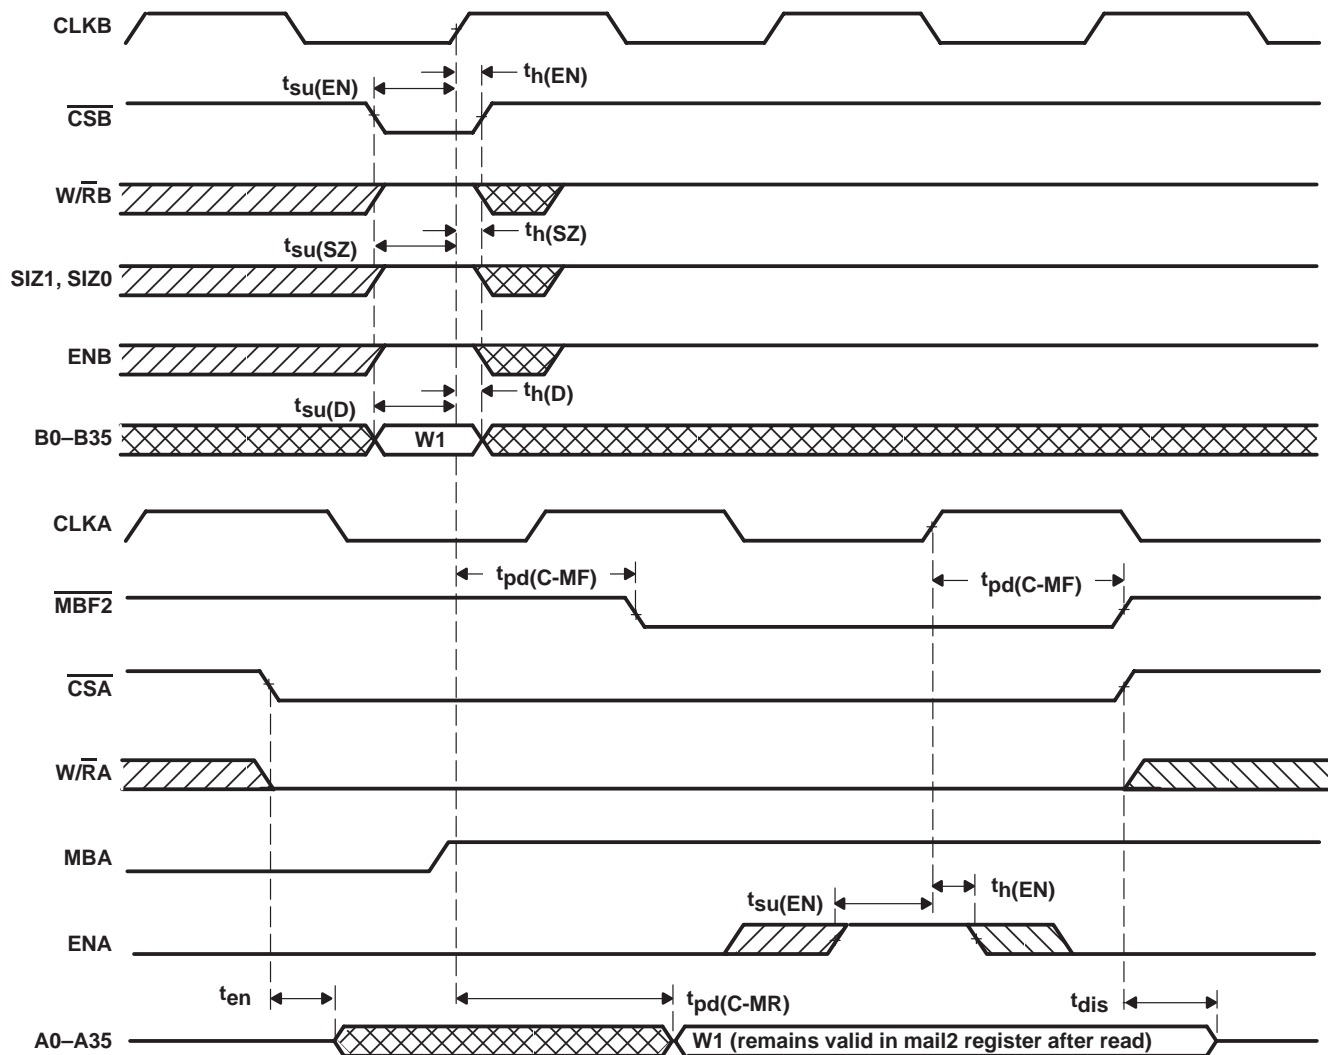 CLKB
tsu(EN)
th(EN)
CSB
W/RB
tsu(SZ)
th(SZ)
SIZ1, SIZ0
ENB
tsu(D)
th(D)
B0–B35
W1
CLKA
tpd(C-MF)
tpd(C-MF)
MBF2
CSA
W/RA
MBA
tsu(EN)
th(EN)
ENA
ten
tpd(C-MR)
tdis
A0–A35
W1 (remains valid in mail2 register after read)